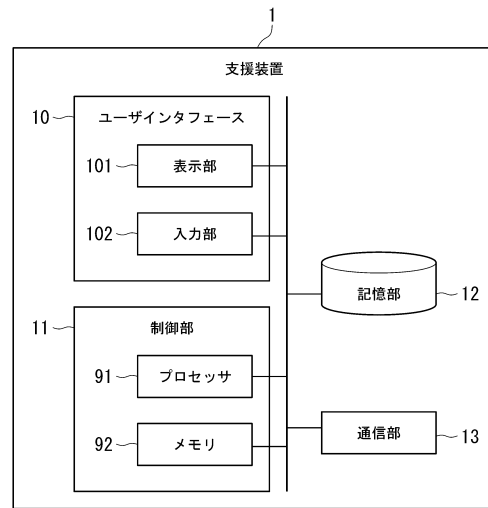 1
支援装置
10
ユーザインタフェース
101
表示部
102
入力部
記憶部
12
11
制御部
91
プロセッサ
92
メモリ
通信部
13